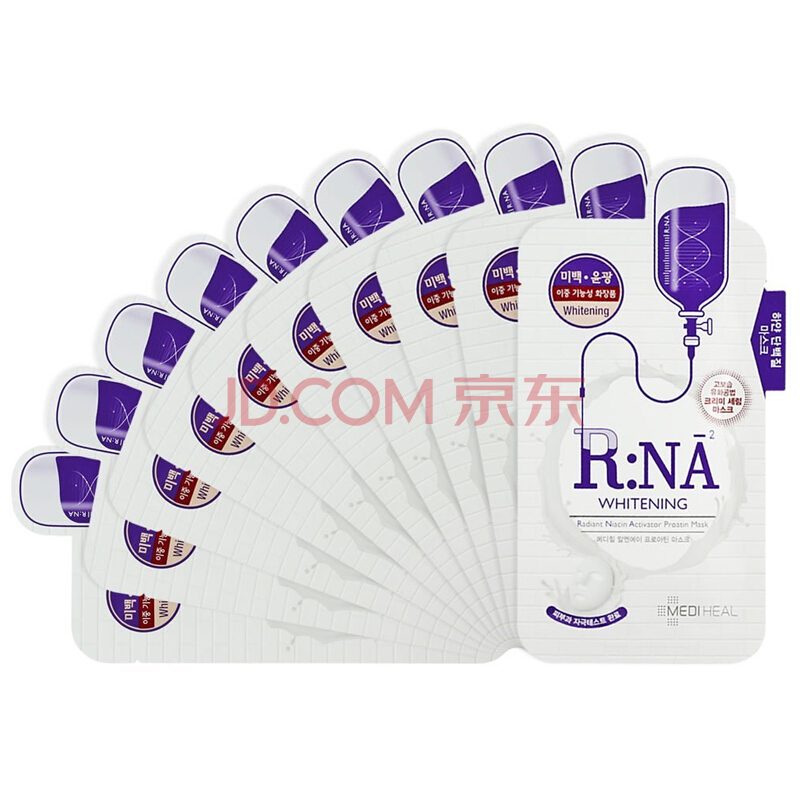 R:NA
미백·윤광
이중 기능성 화장품
Whitening
하얀 단백질
마스크
고보습
유화공법
크리미 세럼
마스크
R:NA²
WHITENING
Radiant Niacin Activator Proatin Mask
메디힐 알엔에이 프로아틴 마스크
피부과 자극테스트 완료
MEDIHEAL
JD.COM 京东